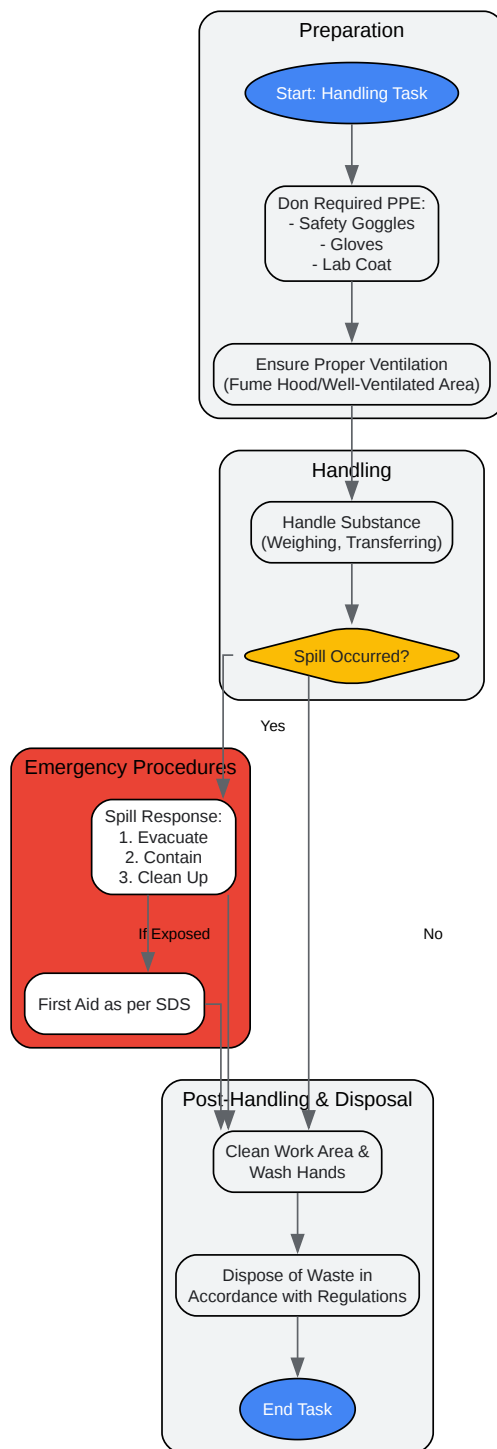 Preparation
Start: Handling Task
Don Required PPE:
- Safety Goggles
- Gloves
- Lab Coat
Ensure Proper Ventilation
(Fume Hood/Well-Ventilated Area)
Handling
Handle Substance
(Weighing, Transferring)
Spill Occurred?
Yes
Emergency Procedures
Spill Response:
1. Evacuate
2. Contain
3. Clean Up
If Exposed
No
First Aid as per SDS
Post-Handling & Disposal
Clean Work Area &
Wash Hands
Dispose of Waste in
Accordance with Regulations
End Task